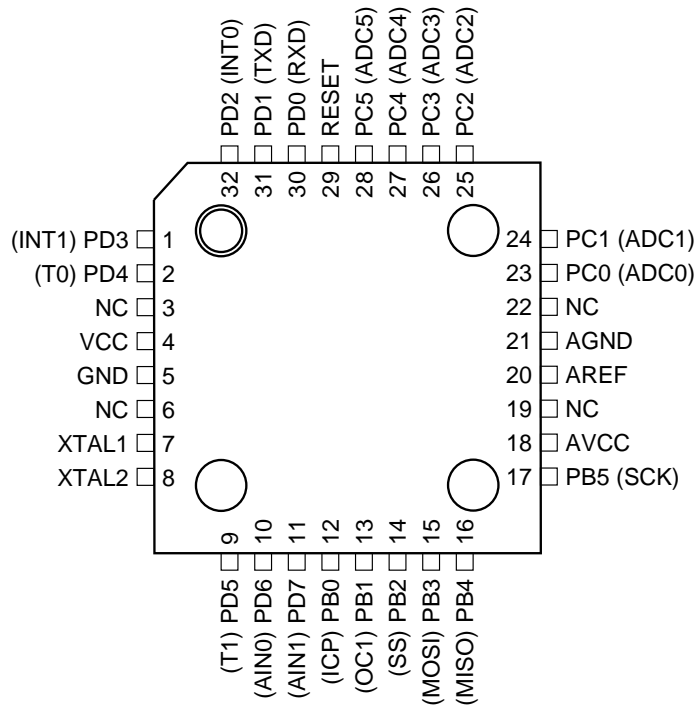 PD2 (INT0)
PD1 (TXD)
PD0 (RXD)
RESET
PC5 (ADC5)
PC4 (ADC4)
PC3 (ADC3)
PC2 (ADC2)
32
31
30
29
28
27
26
25
(INT1) PD3
1
(T0) PD4
2
NC
3
VCC
4
GND
5
NC
6
XTAL1
7
XTAL2
8
24
PC1 (ADC1)
23
PC0 (ADC0)
22
NC
21
AGND
20
AREF
19
NC
18
AVCC
17
PB5 (SCK)
9
10
11
12
13
14
15
16
(T1) PD5
(AIN0) PD6
(AIN1) PD7
(ICP) PB0
(OC1) PB1
(SS) PB2
(MOSI) PB3
(MISO) PB4